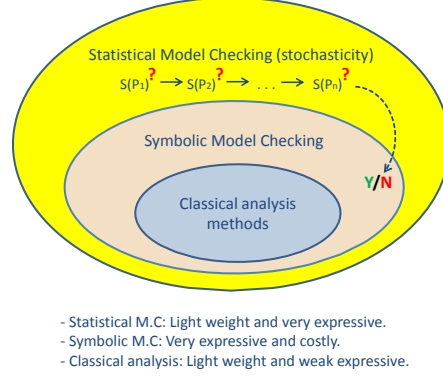 Statistical Model Checking (stochasticity)
S(P1)? → S(P2)? → . . . → S(Pn)?
Symbolic Model Checking
Y/N
Classical analysis
methods
- Statistical M.C: Light weight and very expressive.
- Symbolic M.C: Very expressive and costly.
- Classical analysis: Light weight and weak expressive.